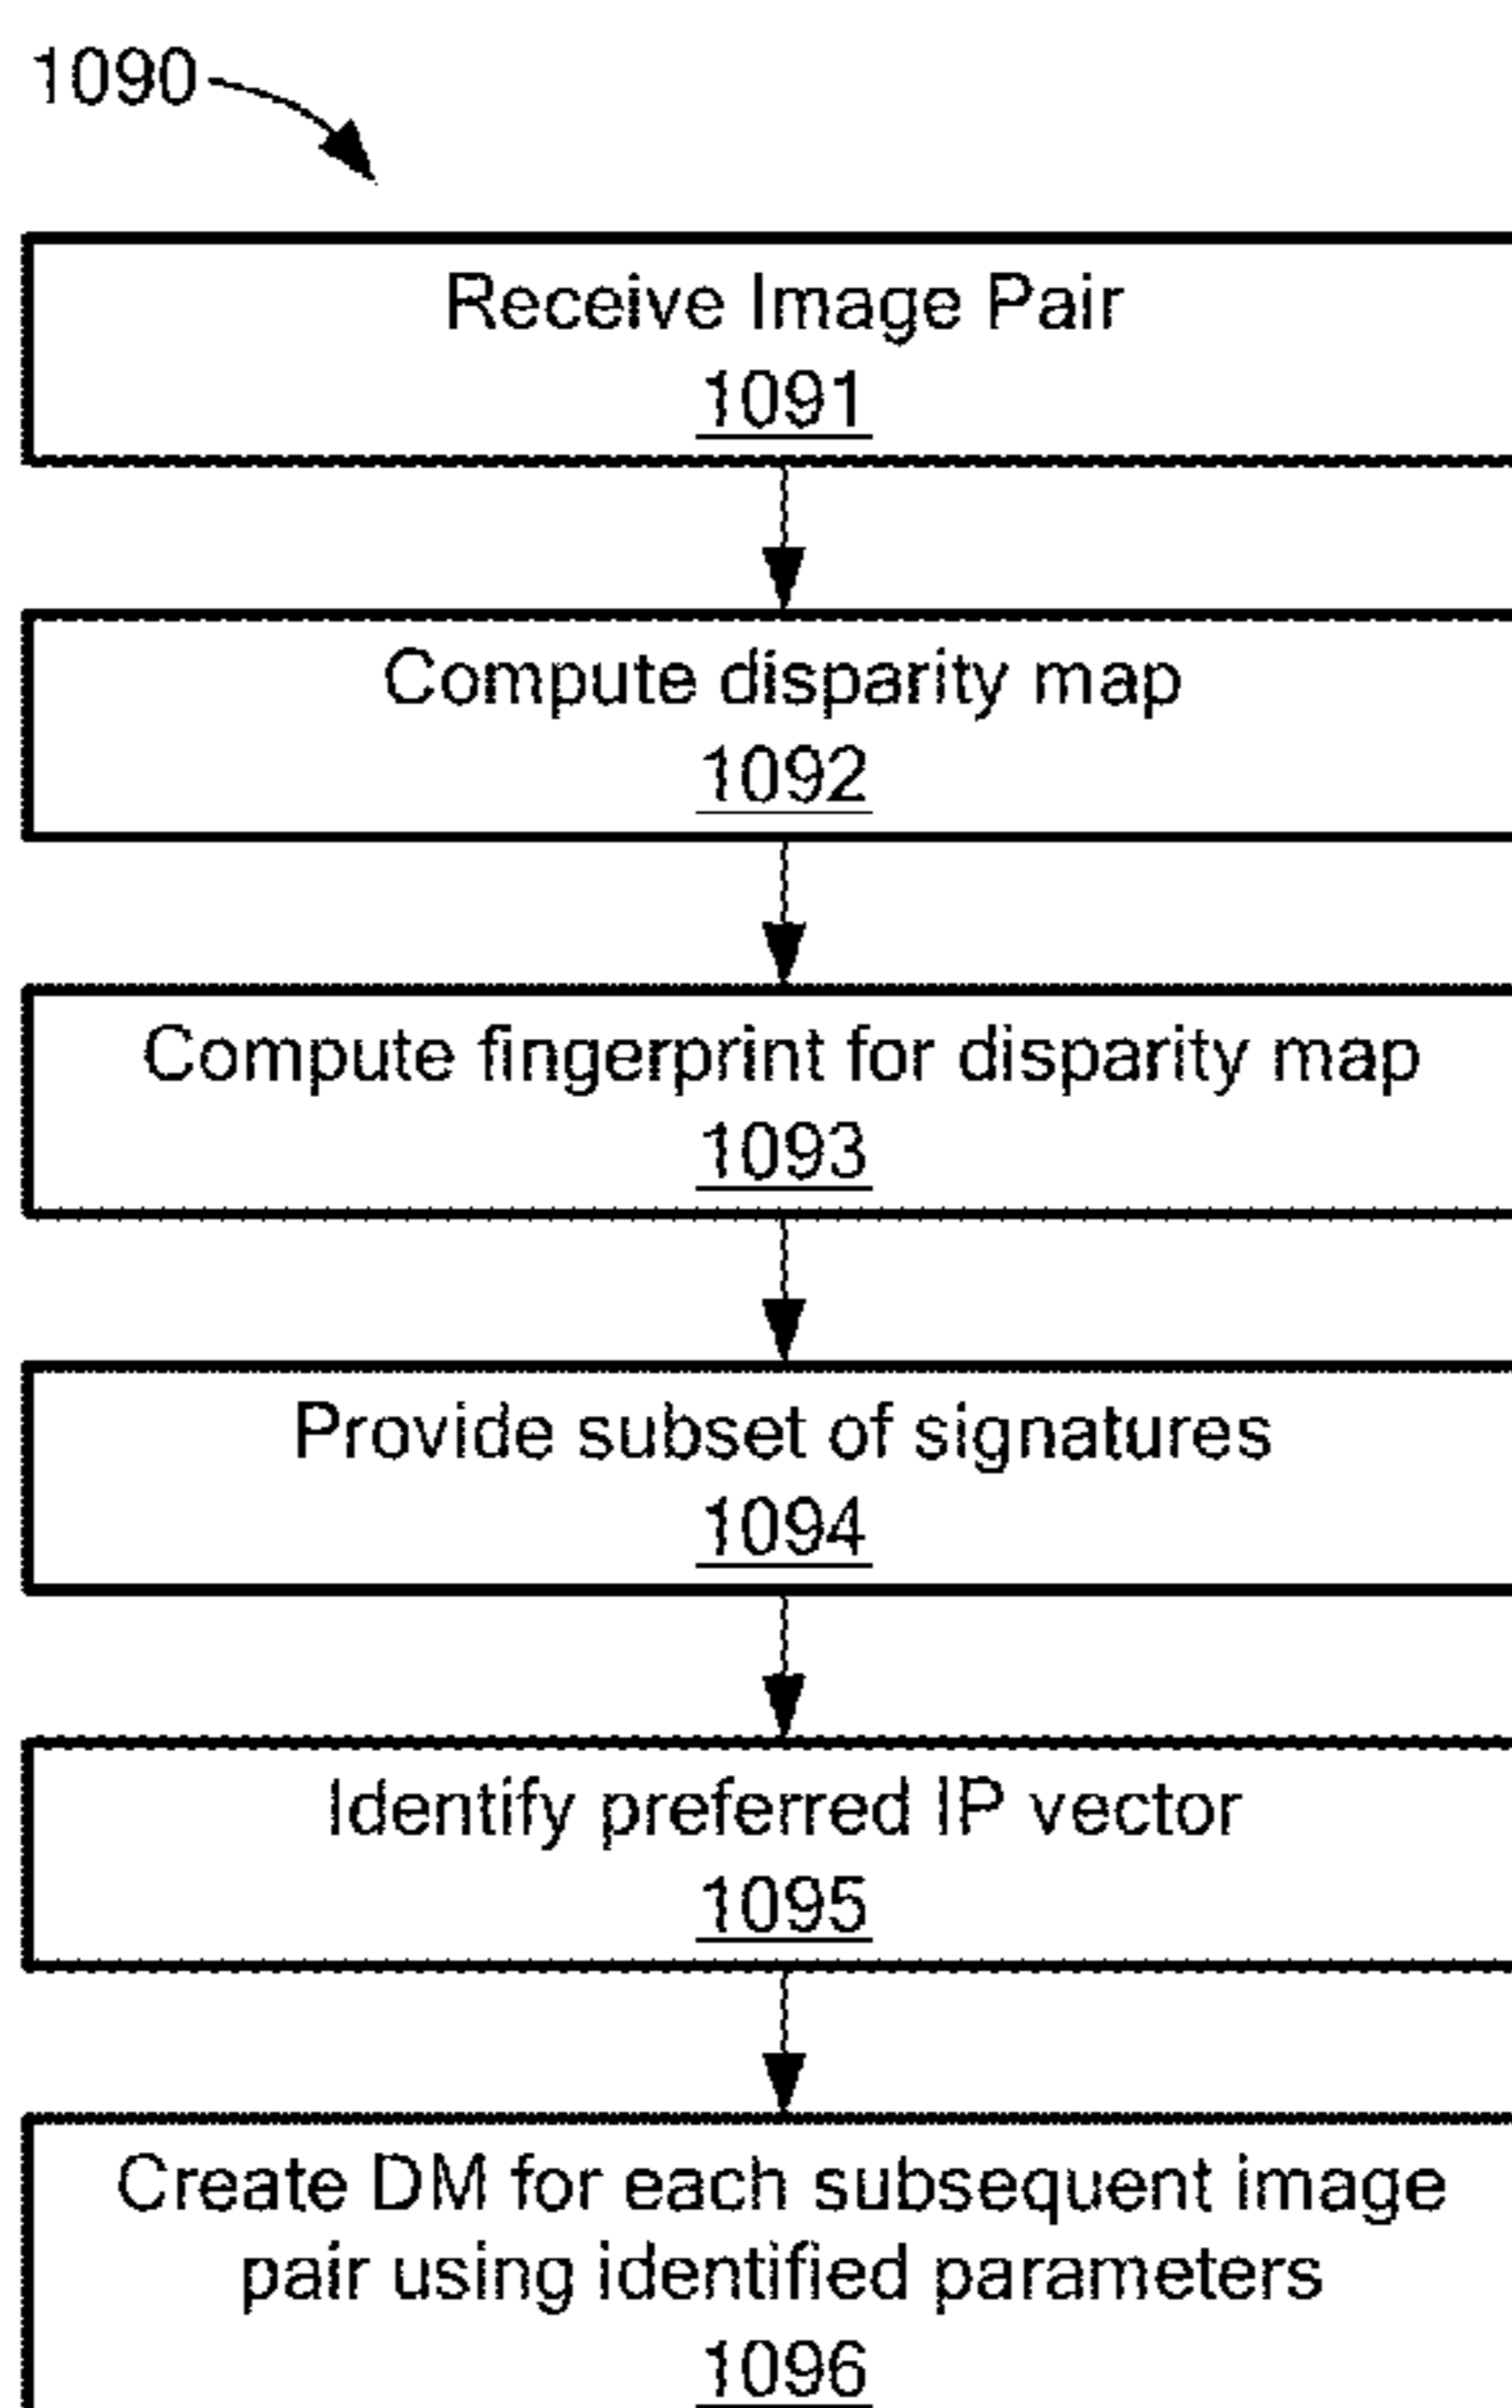 1090
Receive Image Pair
1091
Compute disparity map
1092
Compute fingerprint for disparity map
1093
Provide subset of signatures
1094
Identify preferred IP vector
1095
Create DM for each subsequent image
pair using identified parameters
1096